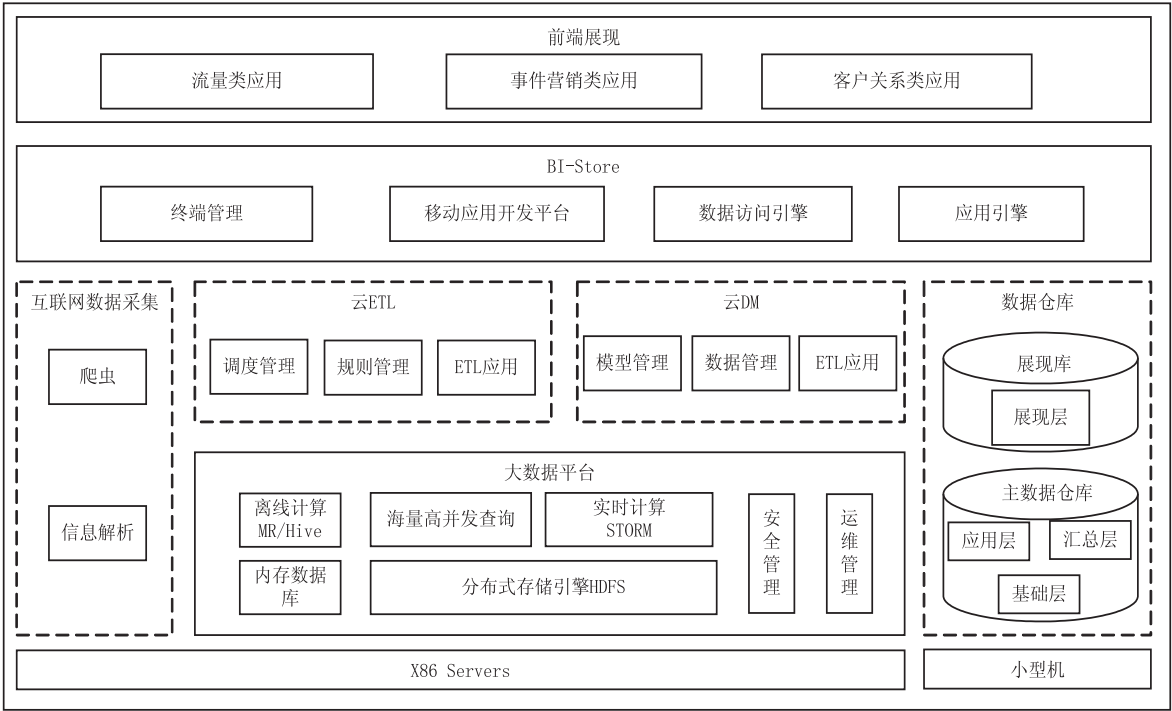 前端展现
流量类应用
事件营销类应用
客户关系类应用
BI-Store
终端管理
移动应用开发平台
数据访问引擎
应用引擎
互联网数据采集
爬虫
信息解析
云ETL
调度管理
规则管理
ETL应用
云DM
模型管理
数据管理
ETL应用
数据仓库
展现库
展现层
主数据仓库
应用层
汇总层
基础层
大数据平台
离线计算
MR/Hive
海量高并发查询
实时计算
STORM
内存数据
库
分布式存储引擎HDFS
安全管理
运维管理
X86 Servers
小型机